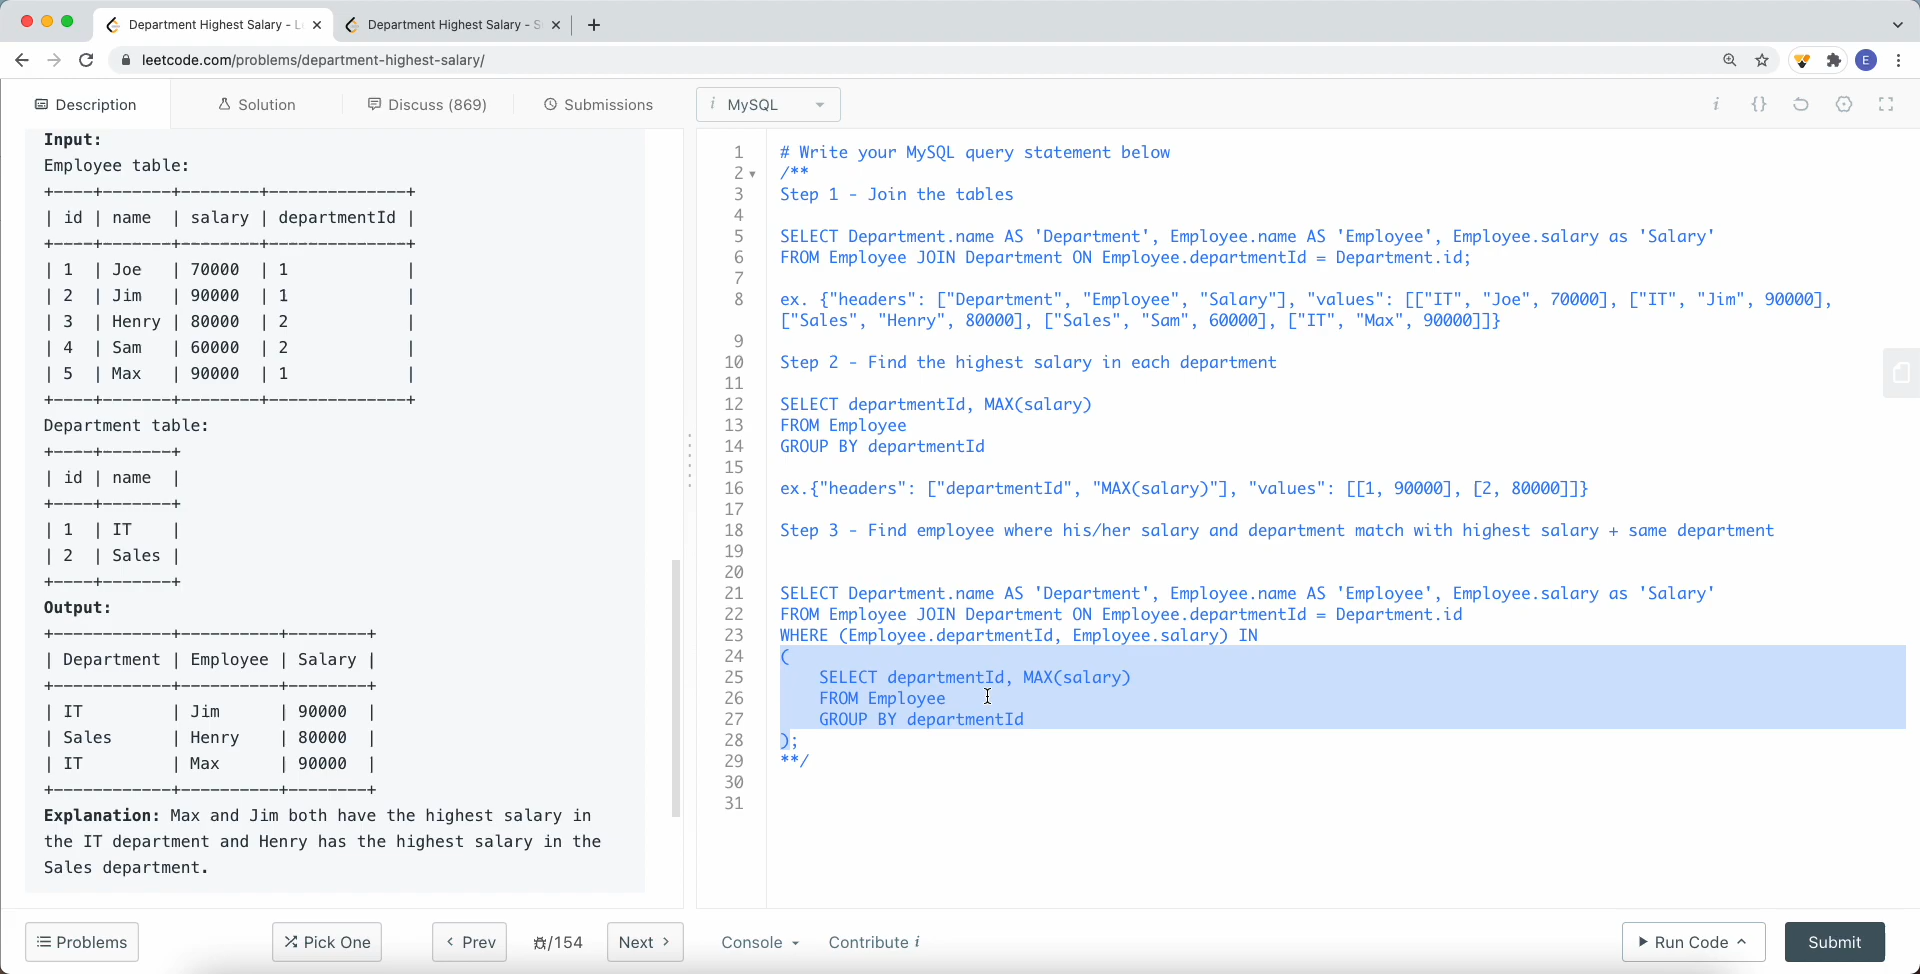 Department Highest Salary - L
Department Highest Salary - S
leetcode.com/problems/department-highest-salary/
E
Description
Solution
Discuss (869)
Submissions
i MySQL
i {}
Input:
Employee table:
+----+-------+--------+--------------+
| id | name  | salary | departmentId |
+----+-------+--------+--------------+
| 1  | Joe   | 70000  | 1            |
| 2  | Jim   | 90000  | 1            |
| 3  | Henry | 80000  | 2            |
| 4  | Sam   | 60000  | 2            |
| 5  | Max   | 90000  | 1            |
+----+-------+--------+--------------+
Department table:
+----+-------+
| id | name  |
+----+-------+
| 1  | IT    |
| 2  | Sales |
+----+-------+
Output:
+------------+----------+--------+
| Department | Employee | Salary |
+------------+----------+--------+
| IT         | Jim      | 90000  |
| Sales      | Henry    | 80000  |
| IT         | Max      | 90000  |
+------------+----------+--------+
Explanation: Max and Jim both have the highest salary in
the IT department and Henry has the highest salary in the
Sales department.
1 # Write your MySQL query statement below
2 /**
3 Step 1 - Join the tables
4
5 SELECT Department.name AS 'Department', Employee.name AS 'Employee', Employee.salary as 'Salary'
6 FROM Employee JOIN Department ON Employee.departmentId = Department.id;
7
8 ex. {"headers": ["Department", "Employee", "Salary"], "values": [["IT", "Joe", 70000], ["IT", "Jim", 90000],
["Sales", "Henry", 80000], ["Sales", "Sam", 60000], ["IT", "Max", 90000]]}
9
10 Step 2 - Find the highest salary in each department
11
12 SELECT departmentId, MAX(salary)
13 FROM Employee
14 GROUP BY departmentId
15
16 ex.{"headers": ["departmentId", "MAX(salary)"], "values": [[1, 90000], [2, 80000]]}
17
18 Step 3 - Find employee where his/her salary and department match with highest salary + same department
19
20
21 SELECT Department.name AS 'Department', Employee.name AS 'Employee', Employee.salary as 'Salary'
22 FROM Employee JOIN Department ON Employee.departmentId = Department.id
23 WHERE (Employee.departmentId, Employee.salary) IN
24 (
25     SELECT departmentId, MAX(salary)
26     FROM Employee
27     GROUP BY departmentId
28 );
29 **/
30
31
Problems
Pick One
Prev
/154
Next
Console
Contribute i
Run Code
Submit